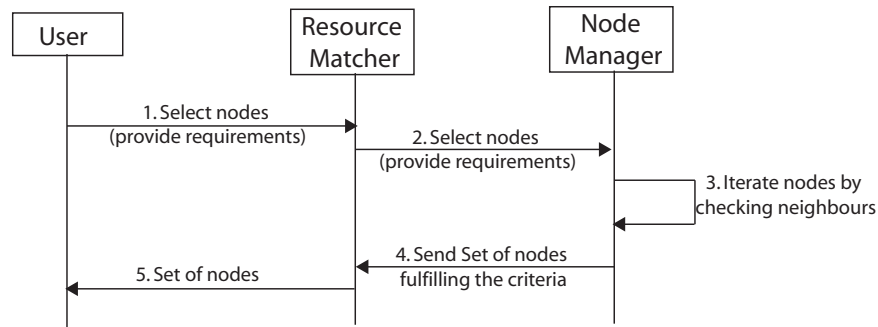 User
Resource
Matcher
Node
Manager
1. Select nodes
(provide requirements)
2. Select nodes
(provide requirements)
3. Iterate nodes by
checking neighbours
4. Send Set of nodes
fulfilling the criteria
5. Set of nodes